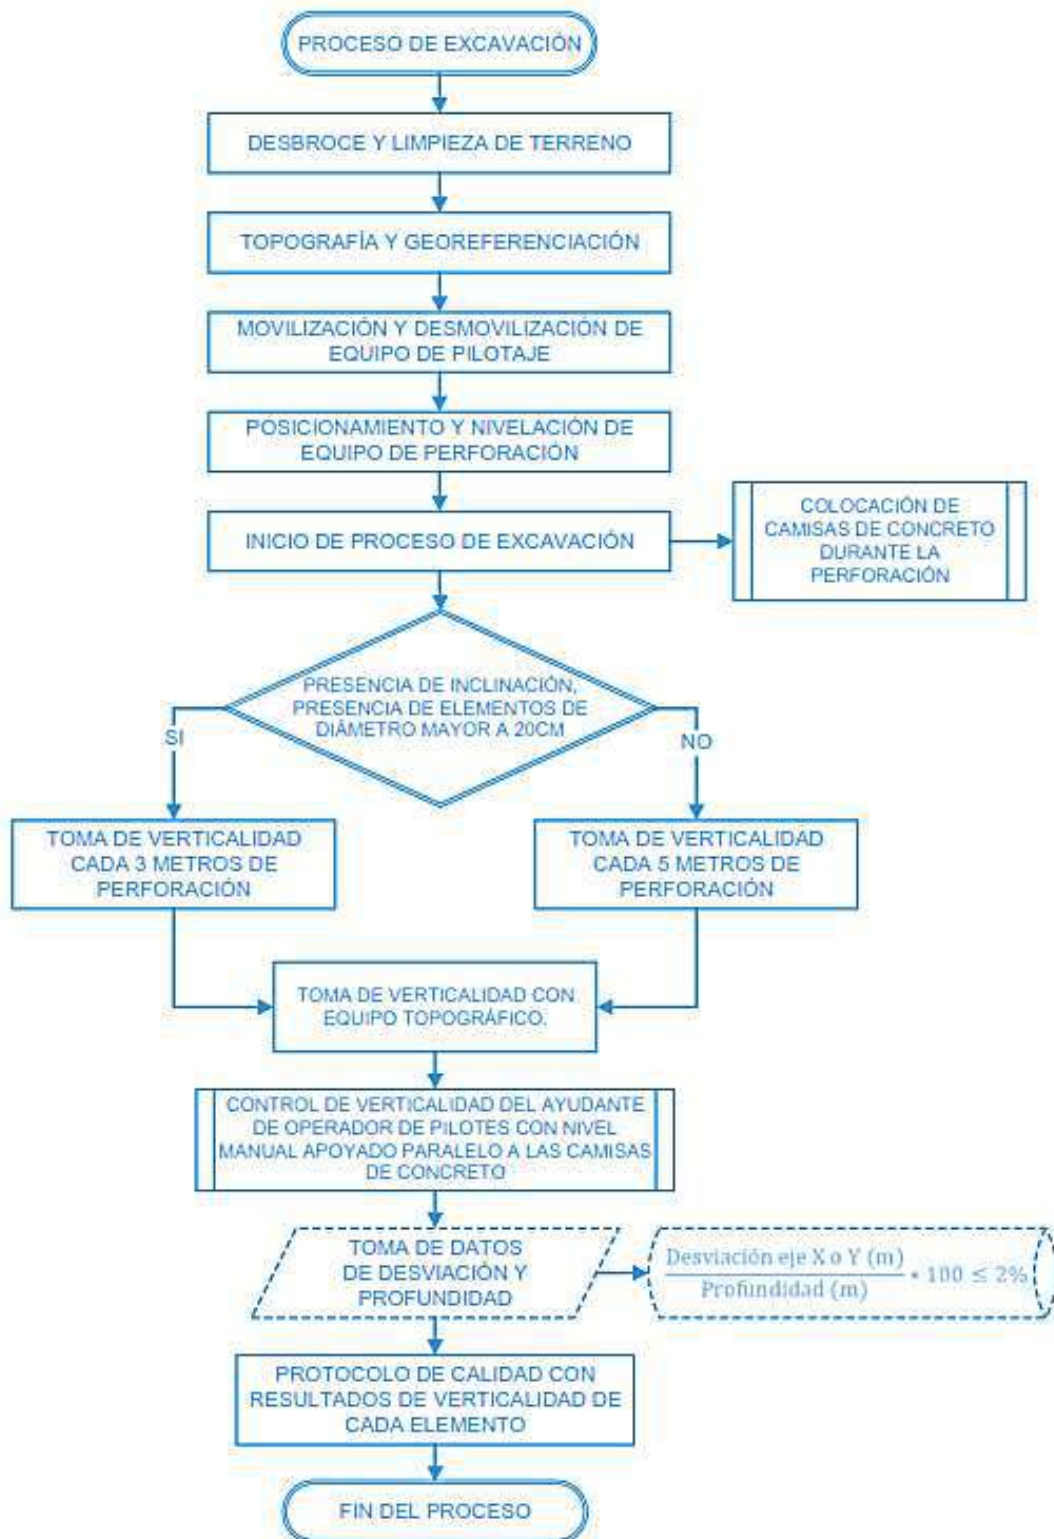 PROCESO DE EXCAVACIÓN
DESBROCE Y LIMPIEZA DE TERRENO
TOPOGRAFÍA Y GEOREFERENCIACIÓN
MOVILIZACIÓN Y DESMOVILIZACIÓN DE
EQUIPO DE PILOTAJE
POSICIONAMIENTO Y NIVELACIÓN DE
EQUIPO DE PERFORACIÓN
INICIO DE PROCESO DE EXCAVACIÓN
COLOCACIÓN DE
CAMISAS DE CONCRETO
DURANTE LA
PERFORACIÓN
PRESENCIA DE INCLINACIÓN,
PRESENCIA DE ELEMENTOS DE
DIÁMETRO MAYOR A 20CM
SI
NO
TOMA DE VERTICALIDAD
CADA 3 METROS DE
PERFORACIÓN
TOMA DE VERTICALIDAD
CADA 5 METROS DE
PERFORACIÓN
TOMA DE VERTICALIDAD CON
EQUIPO TOPOGRÁFICO.
CONTROL DE VERTICALIDAD DEL AYUDANTE
DE OPERADOR DE PILOTES CON NIVEL
MANUAL APOYADO PARALELO A LAS CAMISAS
DE CONCRETO
TOMA DE DATOS
DE DESVIACIÓN Y
PROFUNDIDAD
Desviación eje X o Y (m)
Profundidad (m)
* 100 ≤ 2%
PROTOCOLO DE CALIDAD CON
RESULTADOS DE VERTICALIDAD DE
CADA ELEMENTO
FIN DEL PROCESO